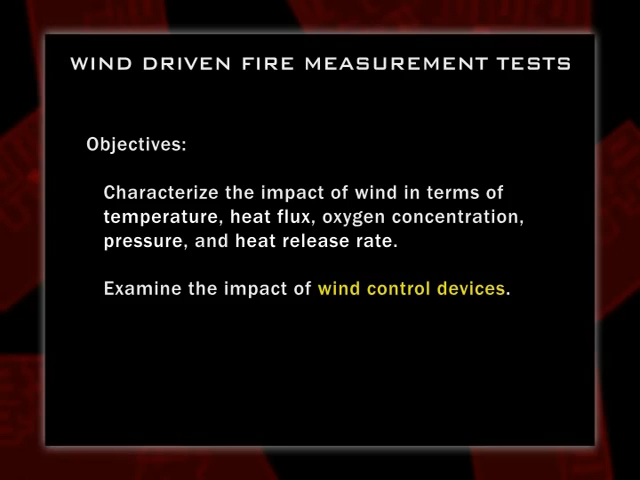 WIND DRIVEN FIRE MEASUREMENT TESTS
Objectives:
Characterize the impact of wind in terms of
temperature, heat flux, oxygen concentration,
pressure, and heat release rate.
Examine the impact of wind control devices.